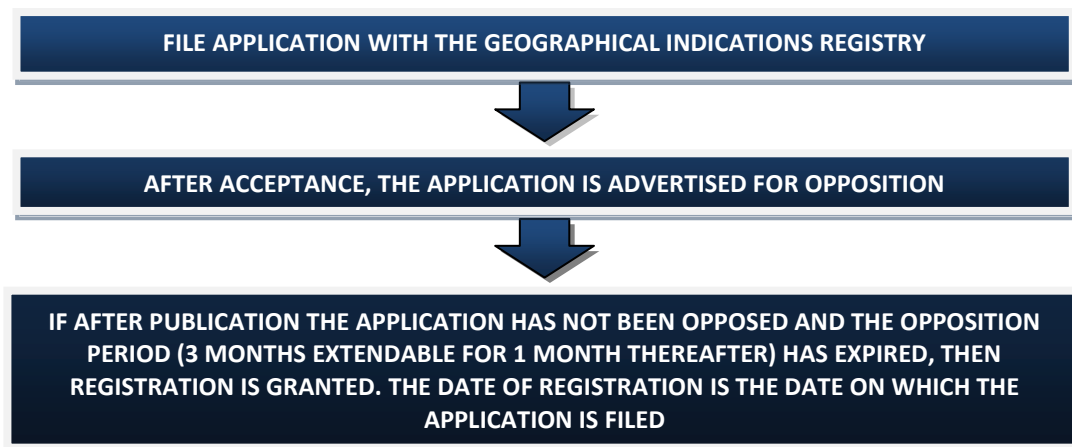 FILE APPLICATION WITH THE GEOGRAPHICAL INDICATIONS REGISTRY
AFTER ACCEPTANCE, THE APPLICATION IS ADVERTISED FOR OPPOSITION
IF AFTER PUBLICATION THE APPLICATION HAS NOT BEEN OPPOSED AND THE OPPOSITION
PERIOD (3 MONTHS EXTENDABLE FOR 1 MONTH THEREAFTER) HAS EXPIRED, THEN
REGISTRATION IS GRANTED. THE DATE OF REGISTRATION IS THE DATE ON WHICH THE
APPLICATION IS FILED